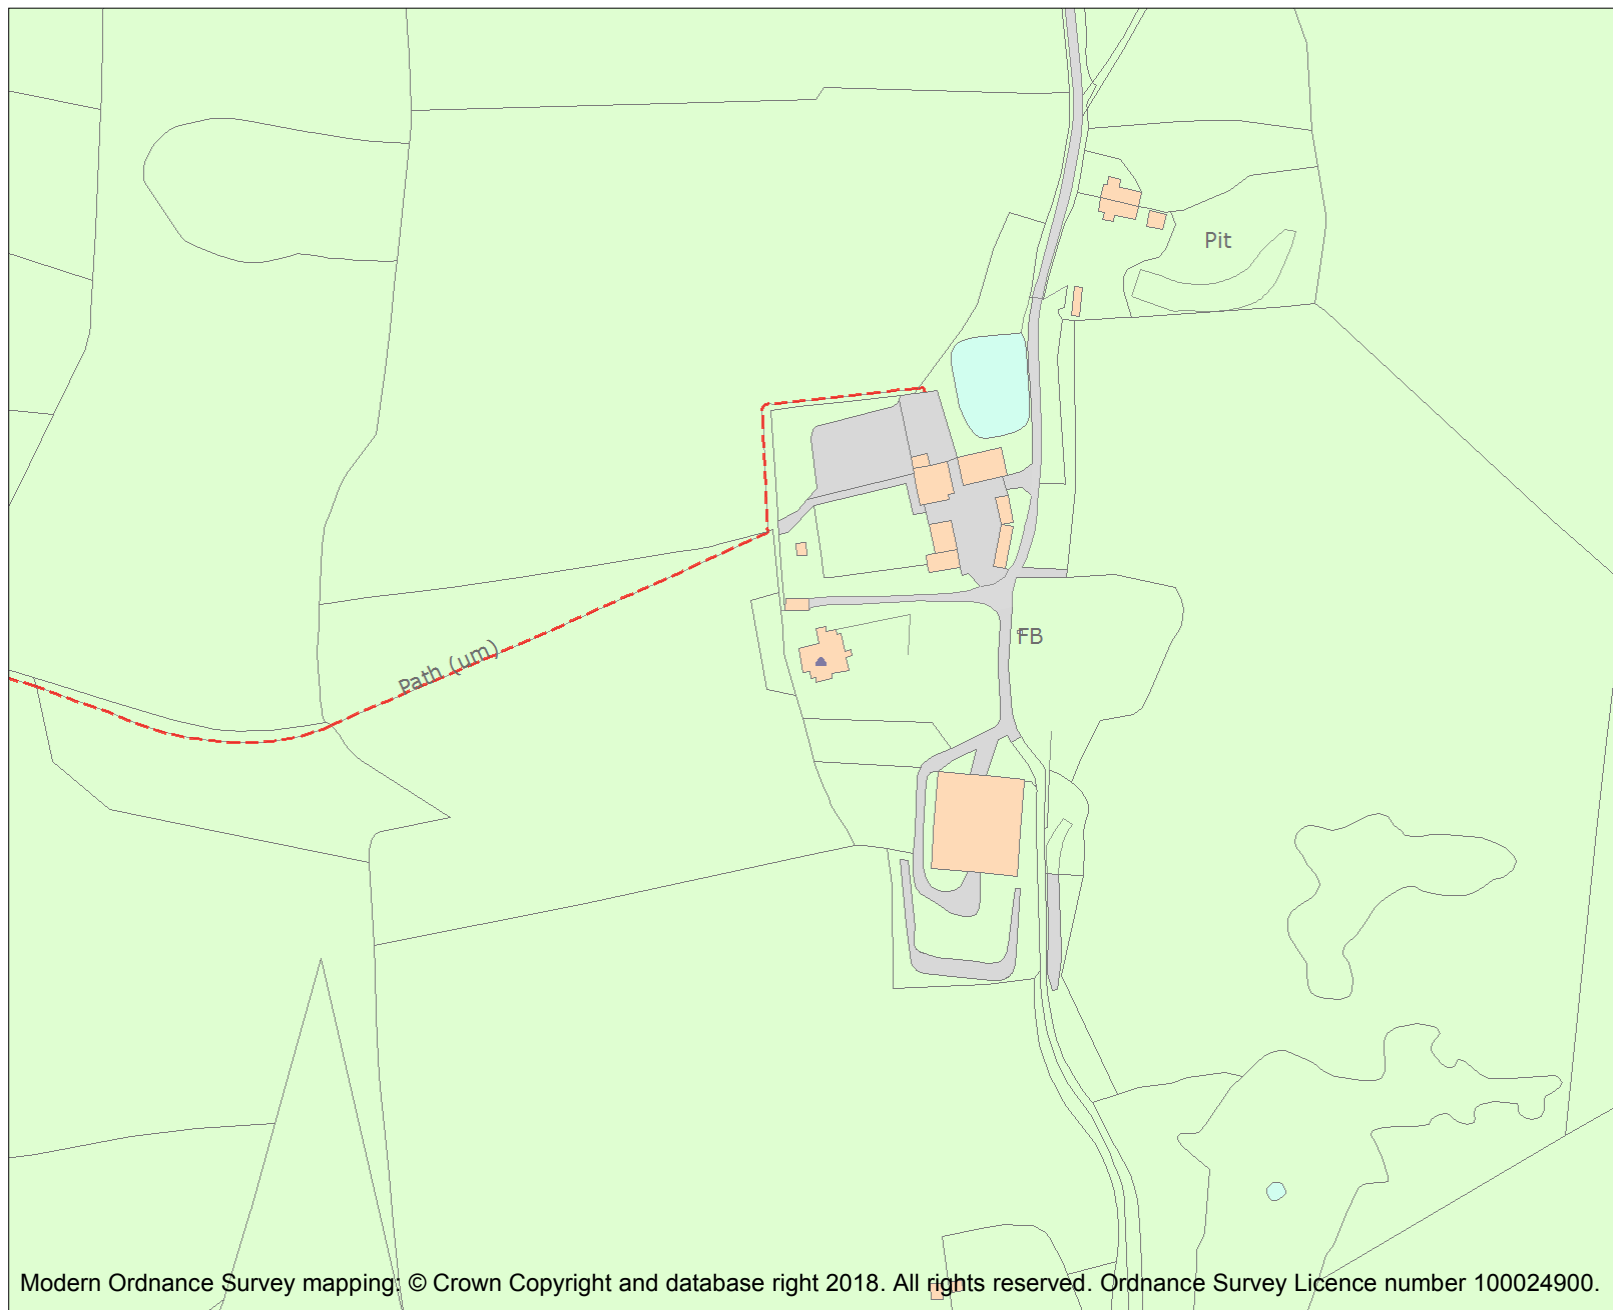 Pit
FB
Path (um)
Modern Ordnance Survey mapping: © Crown Copyright and database right 2018. All rights reserved. Ordnance Survey Licence number 100024900.